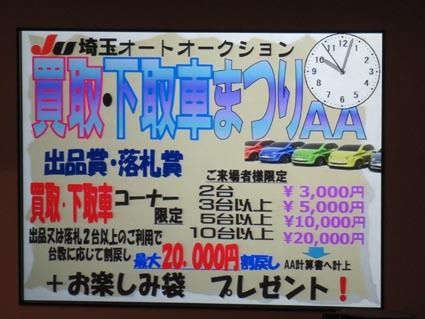 JU 埼玉オートオークション
買取・下取車まつりAA
出品賞・落札賞
ご来場者様限定
買取・下取車コーナー限定
2台 ¥3,000円
3台以上 ¥5,000円
5台以上 ¥10,000円
10台以上 ¥20,000円
出品又は落札2台以上のご利用で
台数に応じて割戻し 最大20,000円割戻し AA計算書へ計上
+お楽しみ袋 プレゼント!